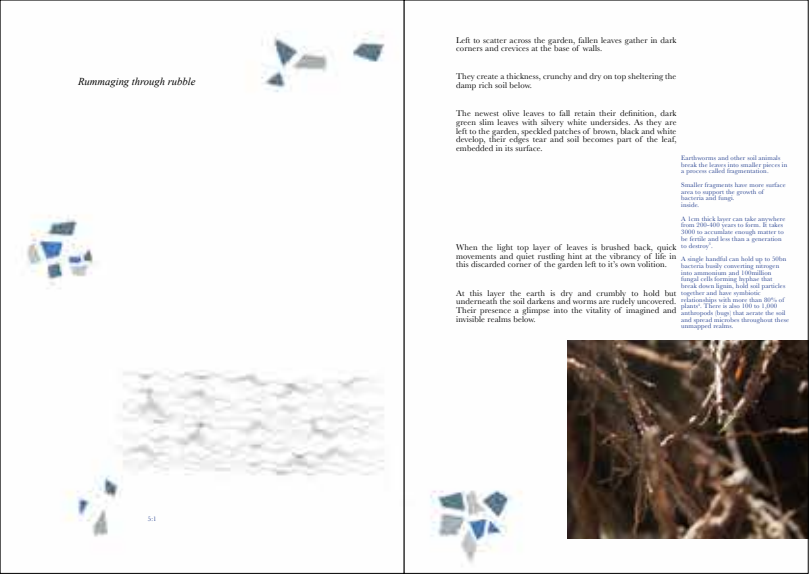 Rummaging through rubble
5:1
Left to scatter across the garden, fallen leaves gather in dark
corners and crevices at the base of walls.
They create a thickness, crunchy and dry on top sheltering the
damp rich soil below.
The newest olive leaves to fall retain their definition, dark
green slim leaves with silvery white undersides. As they are
left to the garden, speckled patches of brown, black and white
develop, their edges tear and soil becomes part of the leaf,
embedded in its surface.
When the light top layer of leaves is brushed back, quick
movements and quiet rustling hint at the vibrancy of life in
this discarded corner of the garden left to it's own volition.
At this layer the earth is dry and crumbly to hold but
underneath the soil darkens and worms are rudely uncovered.
Their presence a glimpse into the vitality of imagined and
invisible realms below.
Earthworms and other soil animals
break the leaves into smaller pieces in
a process called fragmentation.
Smaller fragments have more surface
area to support the growth of
bacteria and fungi.
inside.
A 1cm thick layer can take anywhere
from 200-400 years to form. It takes
3000 to accumlate enough matter to
be fertile and less than a generation
to destroy
A single handful can hold up to 50bn
bacteria busily converting nitrogen
into ammonium and 100million
fungal cells forming hyphae that
break down lignin, hold soil particles
together and have symbiotic
relationships with more than 80% of
plants. There is also 100 to 1,000
anthropods (bugs) that aerate the soil
and spread microbes throughout these
unmapped realms.